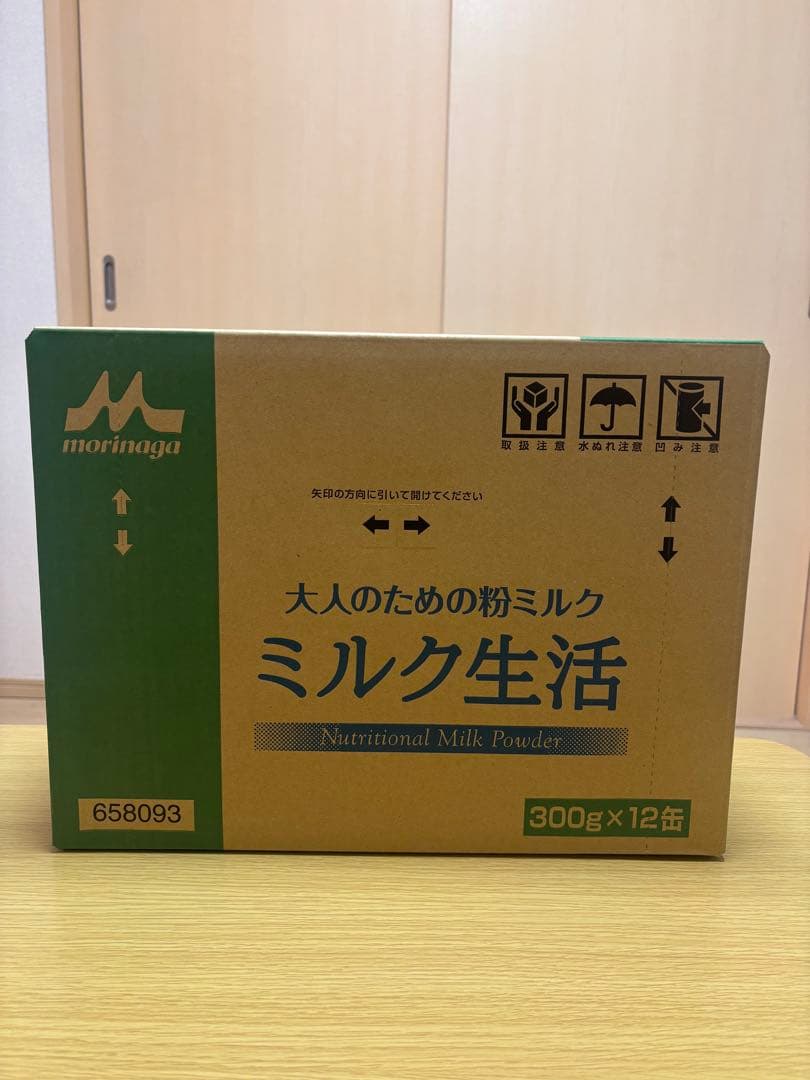 morinaga
取扱注意
水ぬれ注意
凹み注意
矢印の方向に引いて開けてください
大人のための粉ミルク
ミルク生活
Nutritional Milk Powder
658093
300g×12缶